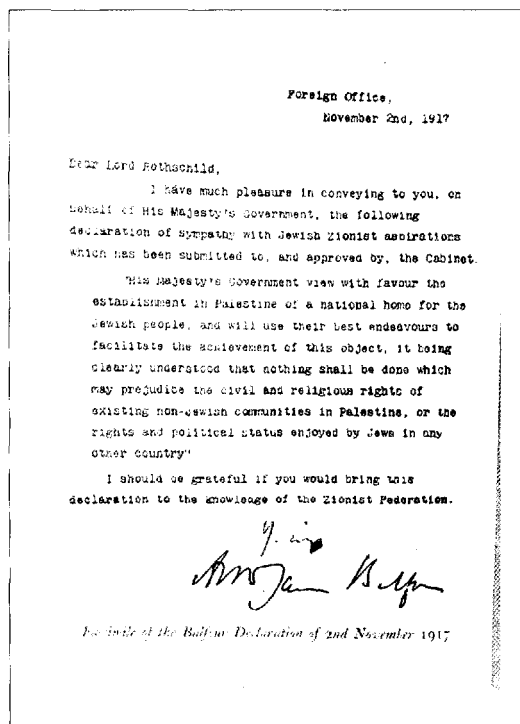 Foreign Office,
November 2nd, 1917
Dear Lord Rothschild,
I have much pleasure in conveying to you, on
behalf of His Majesty's Government, the following
declaration of sympathy with Jewish Zionist aspirations
which has been submitted to, and approved by, the Cabinet.
"His Majesty's Government view with favour the
establishment in Palestine of a national home for the
Jewish people, and will use their best endeavours to
facilitate the achievement of this object, it being
clearly understood that nothing shall be done which
may prejudice the civil and religious rights of
existing non-Jewish communities in Palestine, or the
rights and political status enjoyed by Jews in any
other country"
I should be grateful if you would bring this
declaration to the knowledge of the Zionist Federation.
Balfour
Facsimile of the Balfour Declaration of 2nd November 1917